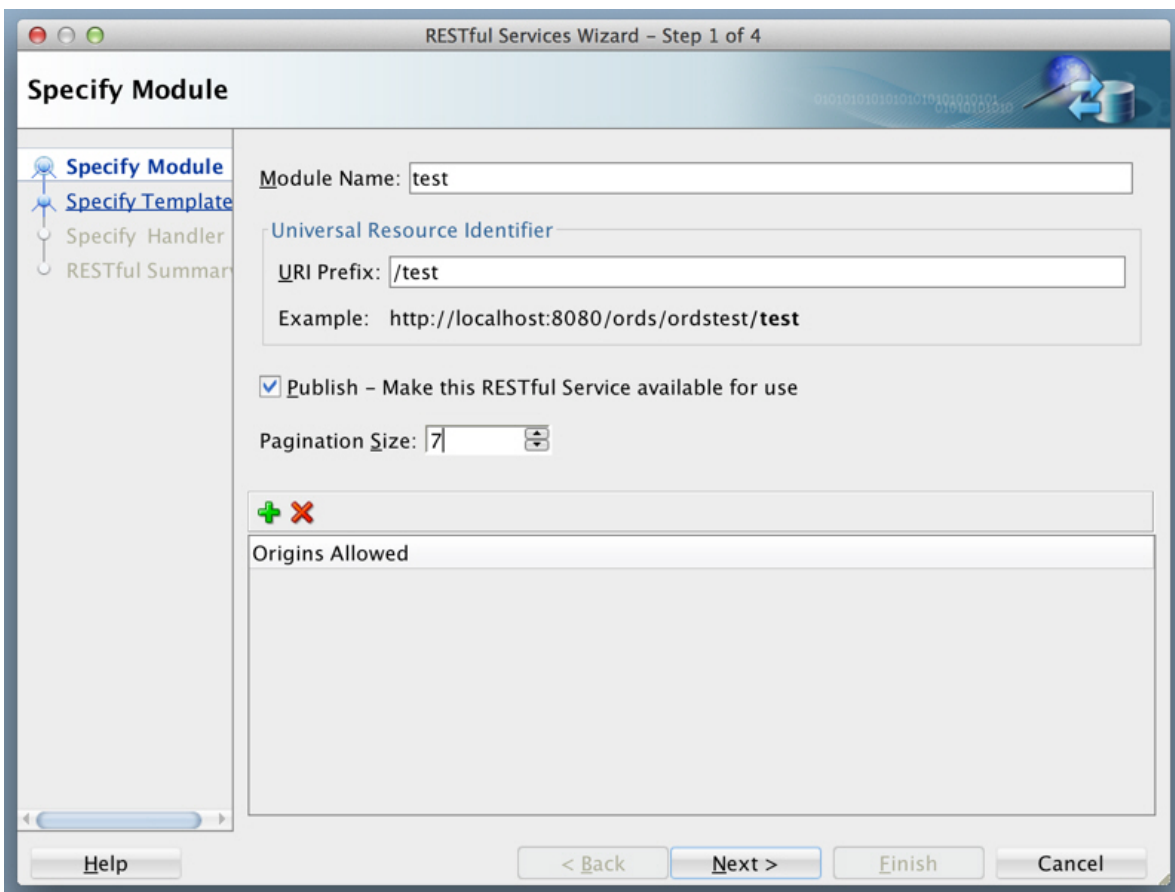 RESTful Services Wizard – Step 1 of 4
Specify Module
0101010101010101010101010101
01010101010
Specify Module
Specify Template
Specify Handler
RESTful Summar
Module Name: test
Universal Resource Identifier
URI Prefix: /test
Example: http://localhost:8080/ords/ordstest/test
Publish – Make this RESTful Service available for use
Pagination Size: 7
Origins Allowed
Help
< Back
Next >
Finish
Cancel